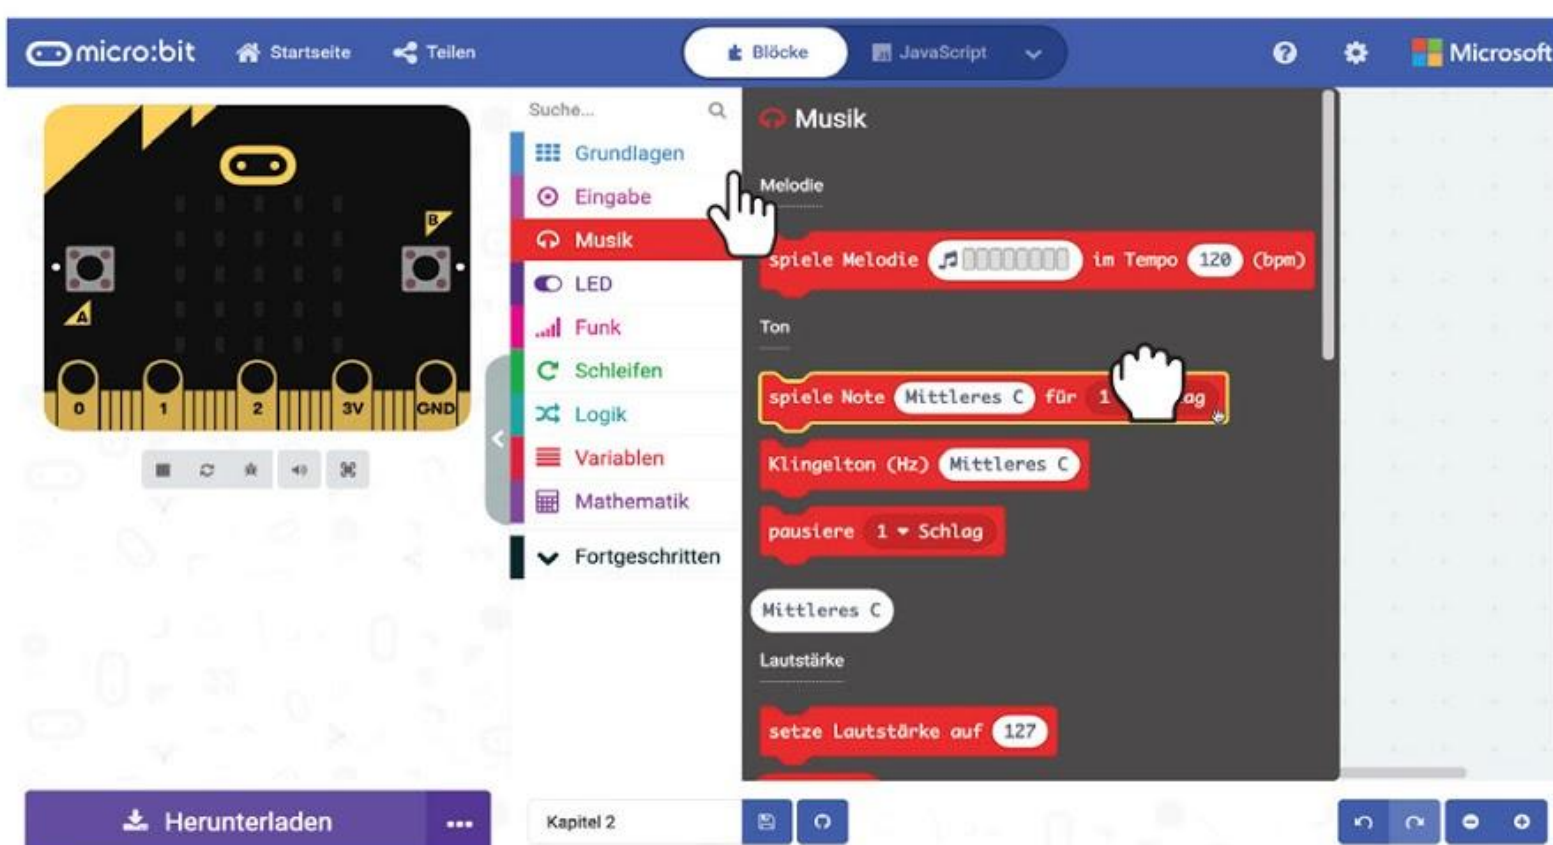 micro:bit Startseite Teilen Blöcke JavaScript Microsoft
Suche...
Grundlagen
Eingabe
Musik
LED
Funk
Schleifen
Logik
Variablen
Mathematik
Fortgeschritten
Musik
Melodie
spiele Melodie im Tempo 120 (bpm)
Ton
spiele Note Mittleres C für 1
Klingelton (Hz) Mittleres C
pausiere 1 Schlag
Mittleres C
Lautstärke
setze Lautstärke auf 127
B
A
0 1 2 3V GND
Herunterladen ...
Kapitel 2